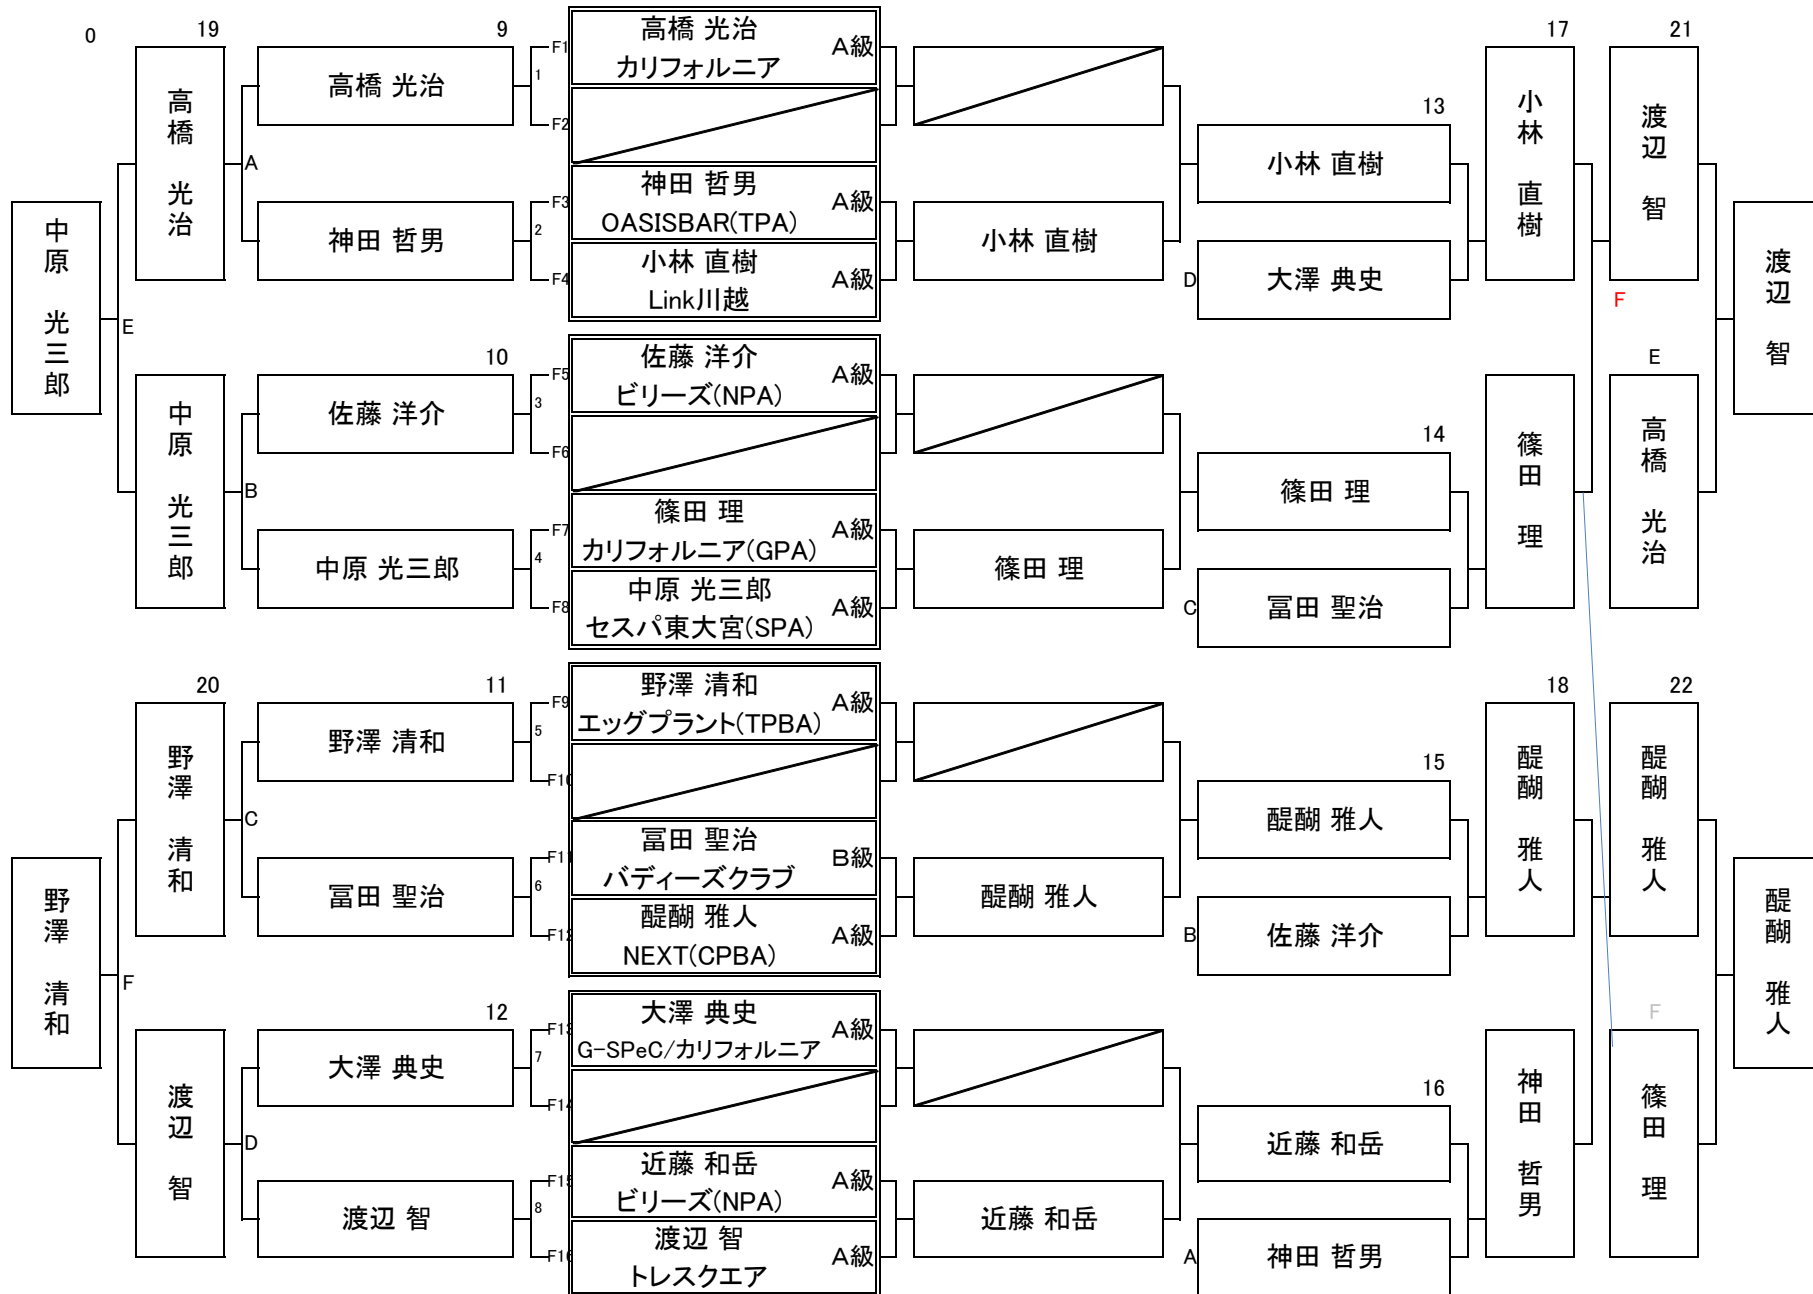 0
19
9
高橋 光治
カリフォルニア
A級
17
21
F1
1
F2
高橋 光治
高橋 光治
13
小林 直樹
渡辺 智
A
神田 哲男
OASISBAR(TPA)
A級
小林 直樹
F3
2
F4
神田 哲男
小林 直樹
中原 光三郎
渡辺 智
小林 直樹
Link川越
A級
D
大澤 典史
F
E
10
佐藤 洋介
ビリーズ(NPA)
A級
E
F5
3
F6
佐藤 洋介
14
中原 光三郎
篠田 理
高橋 光治
B
篠田 理
カリフォルニア(GPA)
A級
篠田 理
F7
4
F8
中原 光三郎
篠田 理
中原 光三郎
セスパ東大宮(SPA)
A級
C
冨田 聖治
20
11
野澤 清和
エッグプラント(TPBA)
A級
18
22
F9
5
F10
野澤 清和
15
野澤 清和
醍醐 雅人
醍醐 雅人
C
冨田 聖治
バディーズクラブ
B級
醍醐 雅人
F11
6
F12
冨田 聖治
醍醐 雅人
野澤 清和
醍醐 雅人
醍醐 雅人
NEXT(CPBA)
A級
B
佐藤 洋介
F
12
大澤 典史
G-SPeC/カリフォルニア
A級
F
F13
7
F14
大澤 典史
16
渡辺 智
神田 哲男
篠田 理
D
近藤 和岳
ビリーズ(NPA)
A級
近藤 和岳
F15
8
F16
渡辺 智
近藤 和岳
渡辺 智
トレスクエア
A級
A
神田 哲男